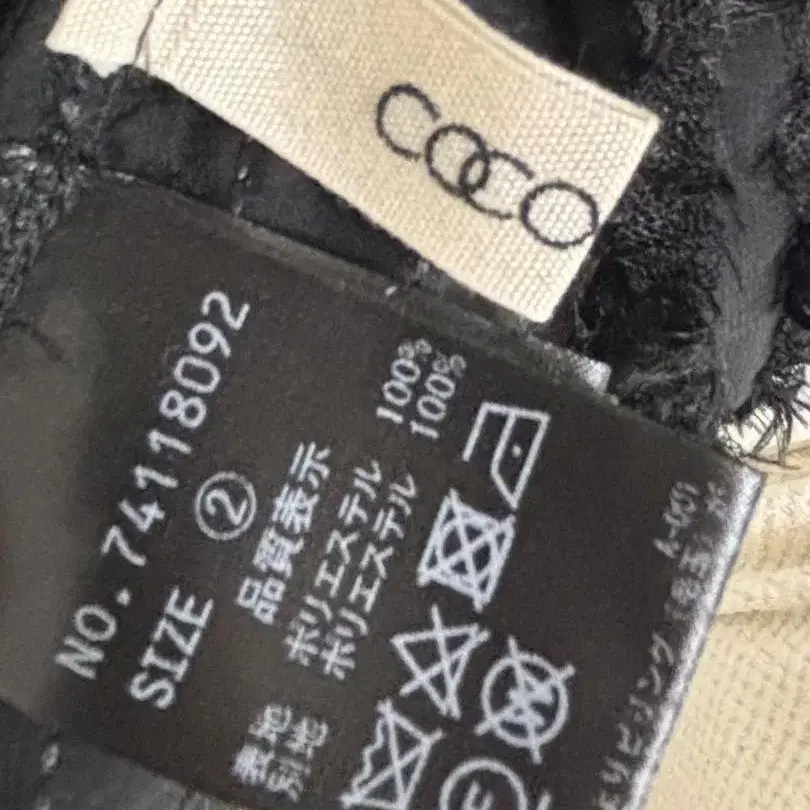 COCO
NO.74118092
SIZE ②
品質表示
表地 ポリエステル 100%
別地 ポリエステル 100%
W
F